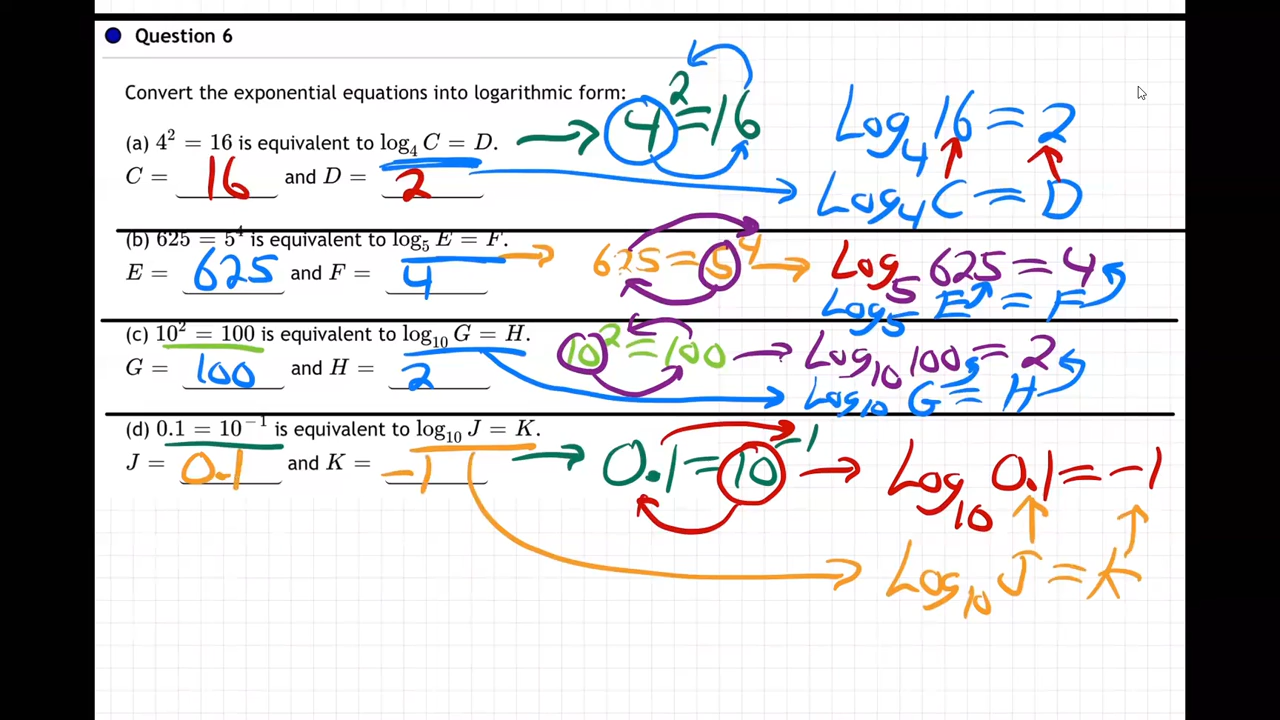 Question 6
Convert the exponential equations into logarithmic form:
4² = 16
Log₄ 16 = 2
(a) 4² = 16 is equivalent to log₄ C = D.
C = 16 and D = 2
Log₄ C = D
(b) 625 = 5⁴ is equivalent to log₅ E = F.
625 = 5⁴
Log₅ 625 = 4
E = 625 and F = 4
Log₅ E = F
(c) 10² = 100 is equivalent to log₁₀ G = H.
10² = 100
Log₁₀ 100 = 2
G = 100 and H = 2
Log₁₀ G = H
(d) 0.1 = 10⁻¹ is equivalent to log₁₀ J = K.
0.1 = 10⁻¹
Log₁₀ 0.1 = -1
J = 0.1 and K = -1
Log₁₀ J = K